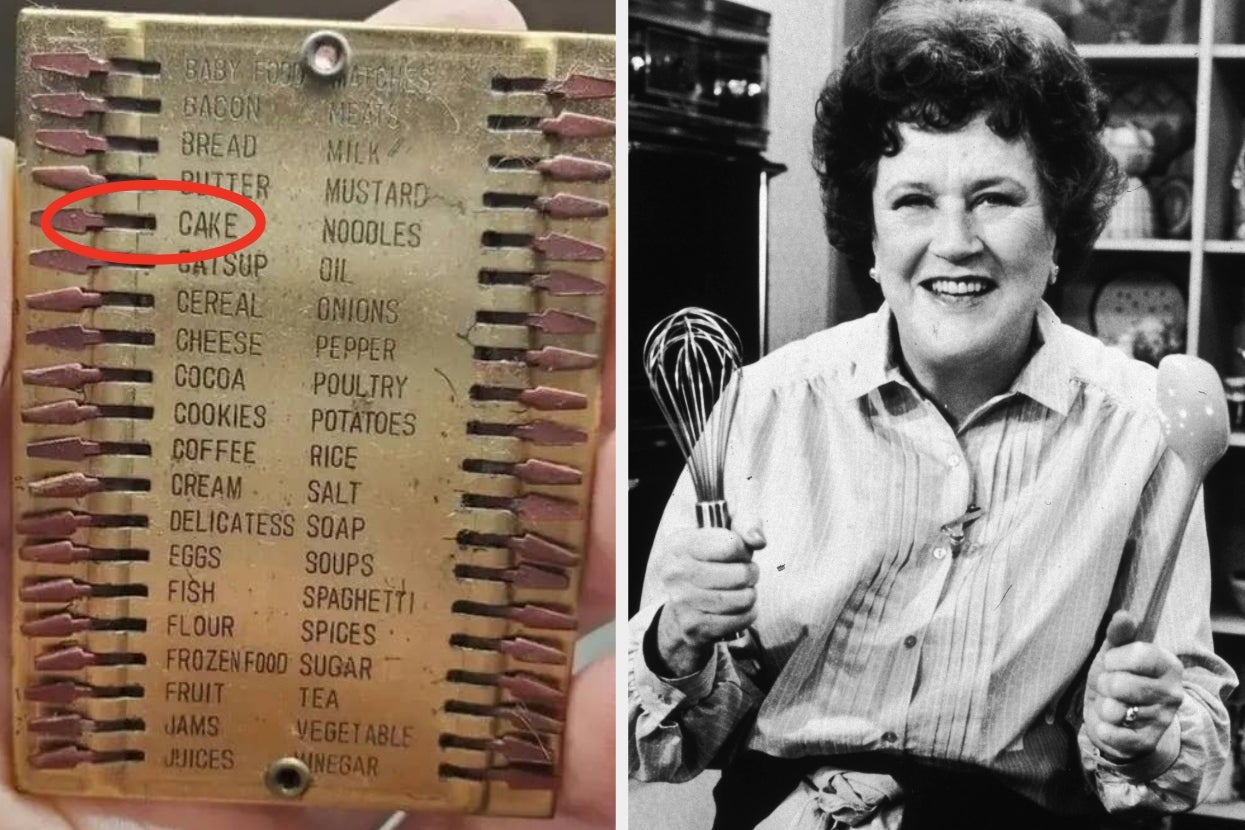 BABY FOOD MATCHES
BACON MEATS
BREAD MILK
BUTTER MUSTARD
CAKE NOODLES
CATSUP OIL
CEREAL ONIONS
CHEESE PEPPER
COCOA POULTRY
COOKIES POTATOES
COFFEE RICE
CREAM SALT
DELICATESS SOAP
EGGS SOUPS
FISH SPAGHETTI
FLOUR SPICES
FROZEN FOOD SUGAR
FRUIT TEA
JAMS VEGETABLE
JUICES VINEGAR